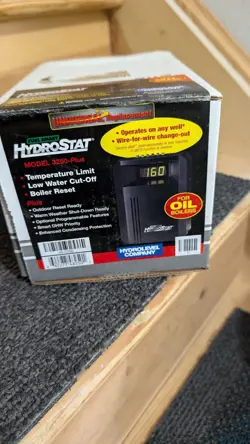 HYDROSTAT
MODEL 3250-Plus
• Temperature Limit
• Low Water Cut-Off
• Boiler Reset
Plus
• Outdoor Reset Ready
• Warm Weather Shut-Down Ready
• Optional Programmable Features
• Smart DHW Priority
• Enhanced Condensing Protection
• Operates on any well*
• Wire-for-wire change-out
160
FOR
OIL
BOILERS
HYDROLEVEL
COMPANY